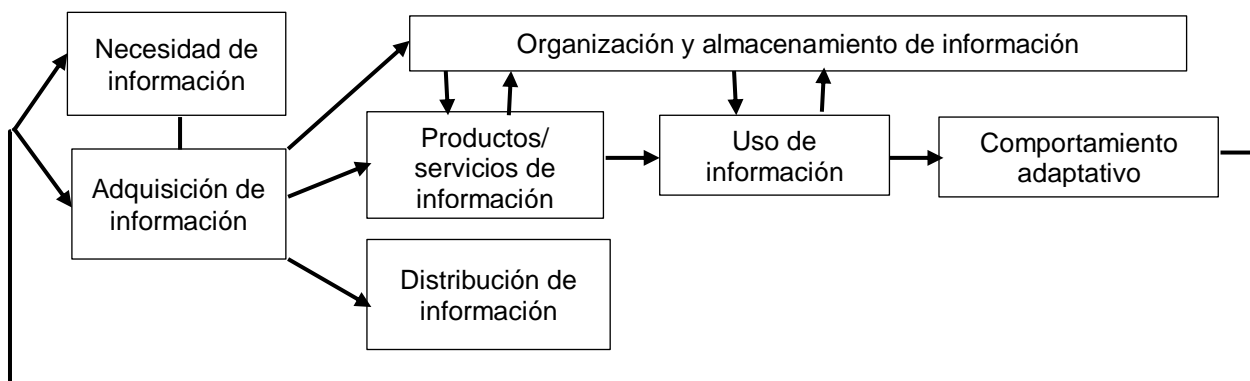 Necesidad de
información
Organización y almacenamiento de información
Adquisición de
información
Productos/
servicios de
información
Uso de
información
Comportamiento
adaptativo
Distribución de
información